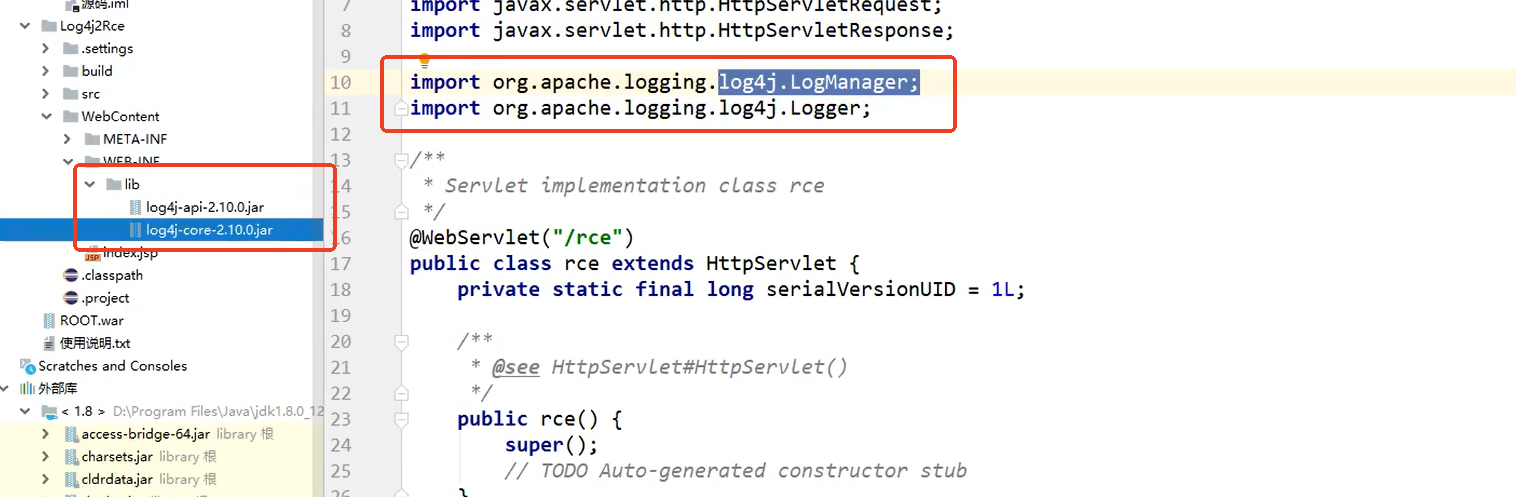 源码.iml
Log4j2Rce
.settings
build
src
WebContent
META-INF
WEB-INF
lib
log4j-api-2.10.0.jar
log4j-core-2.10.0.jar
index.jsp
.classpath
.project
ROOT.war
使用说明.txt
Scratches and Consoles
外部库
< 1.8 > D:\Program Files\Java\jdk1.8.0_12
access-bridge-64.jar library 根
charsets.jar library 根
cldrdata.jar library 根
7 import javax.servlet.http.HttpServletRequest;
8 import javax.servlet.http.HttpServletResponse;
9
10 import org.apache.logging.log4j.LogManager;
11 import org.apache.logging.log4j.Logger;
12
13 /**
14 * Servlet implementation class rce
15 */
16 @WebServlet("/rce")
17 public class rce extends HttpServlet {
18 private static final long serialVersionUID = 1L;
19
20 /**
21 * @see HttpServlet#HttpServlet()
22 */
23 public rce() {
24 super();
25 // TODO Auto-generated constructor stub
26 }